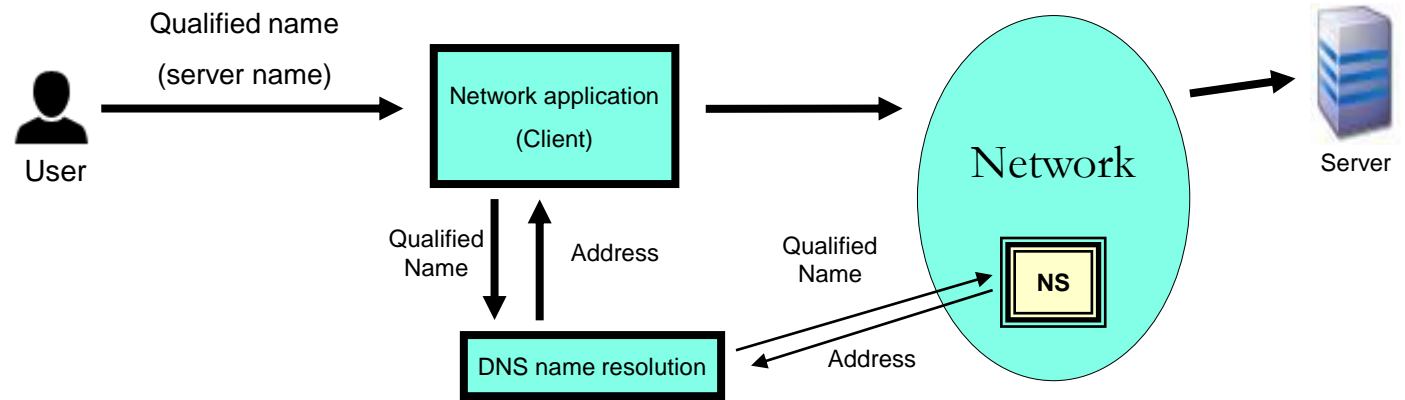 Qualified name
(server name)
User
Network application
(Client)
Network
Server
Qualified
Name
Address
Qualified
Name
NS
Address
DNS name resolution